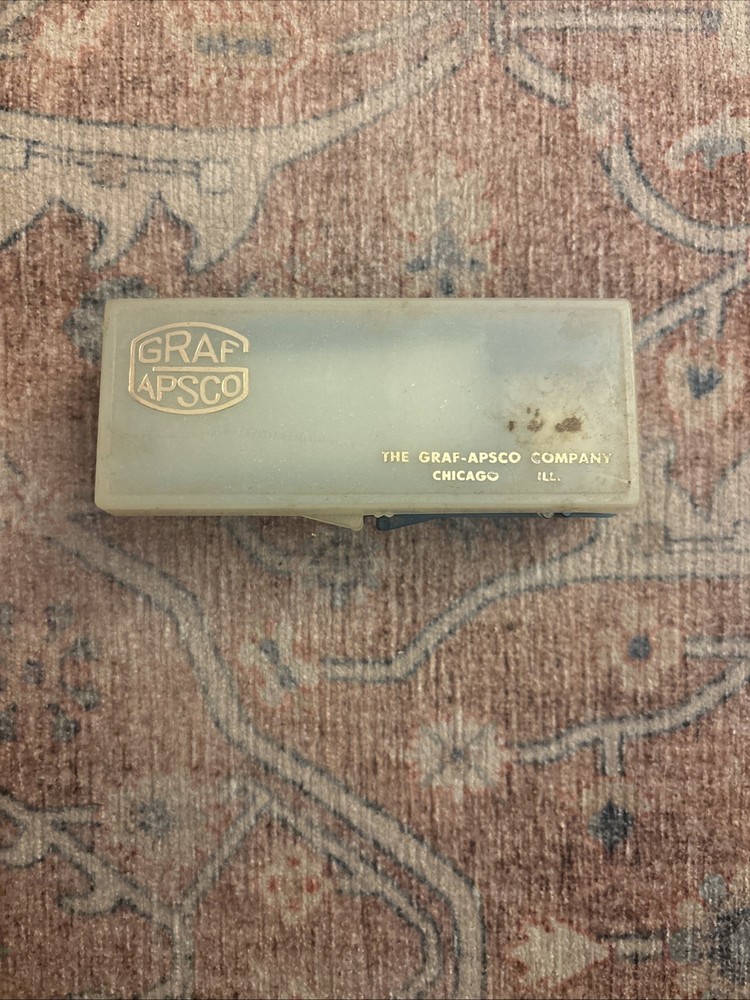 GRAF
APSCO
THE GRAF-APSCO COMPANY
CHICAGO ILL.